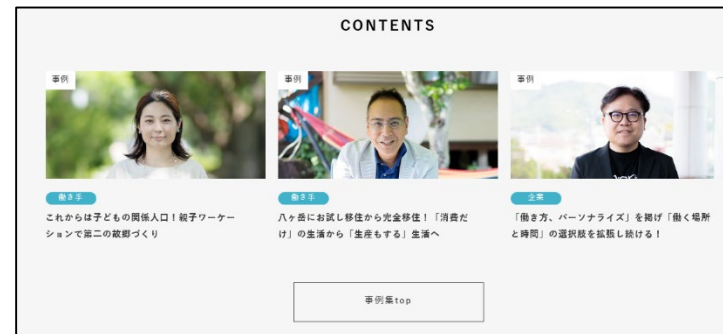 CONTENTS
事例
事例
事例
働き手
これからは子どもの関係人口！親子ワーケー
ションで第二の故郷づくり
働き手
八ヶ岳にお試し移住から完全移住！「消費だ
け」の生活から「生産もする」生活へ
企業
「働き方、パーソナライズ」を掲げ「働く場所
と時間」の選択肢を拡張し続ける！
事例集top